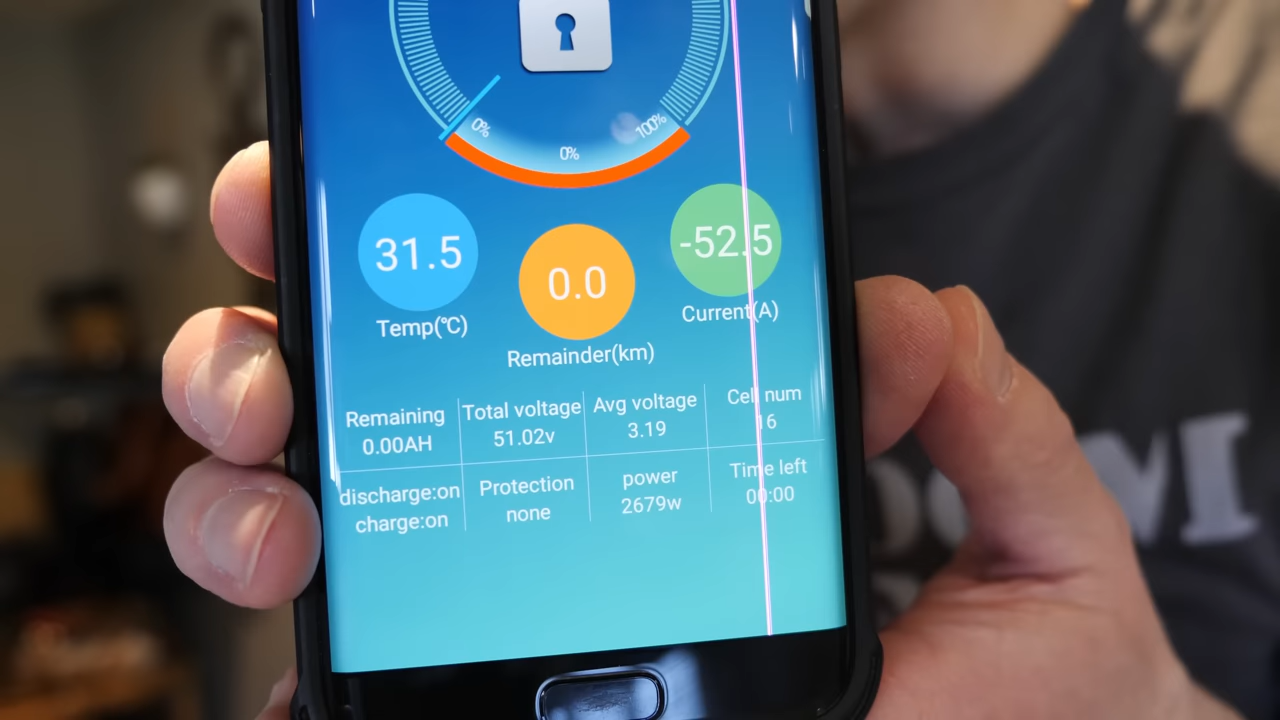 0%
100%
0%
31.5
0.0
-52.5
Temp(℃)
Remainder(km)
Current(A)
Remaining
0.00AH
Total voltage
51.02v
Avg voltage
3.19
Cell num
16
discharge:on
charge:on
Protection
none
power
2679w
Time left
00:00